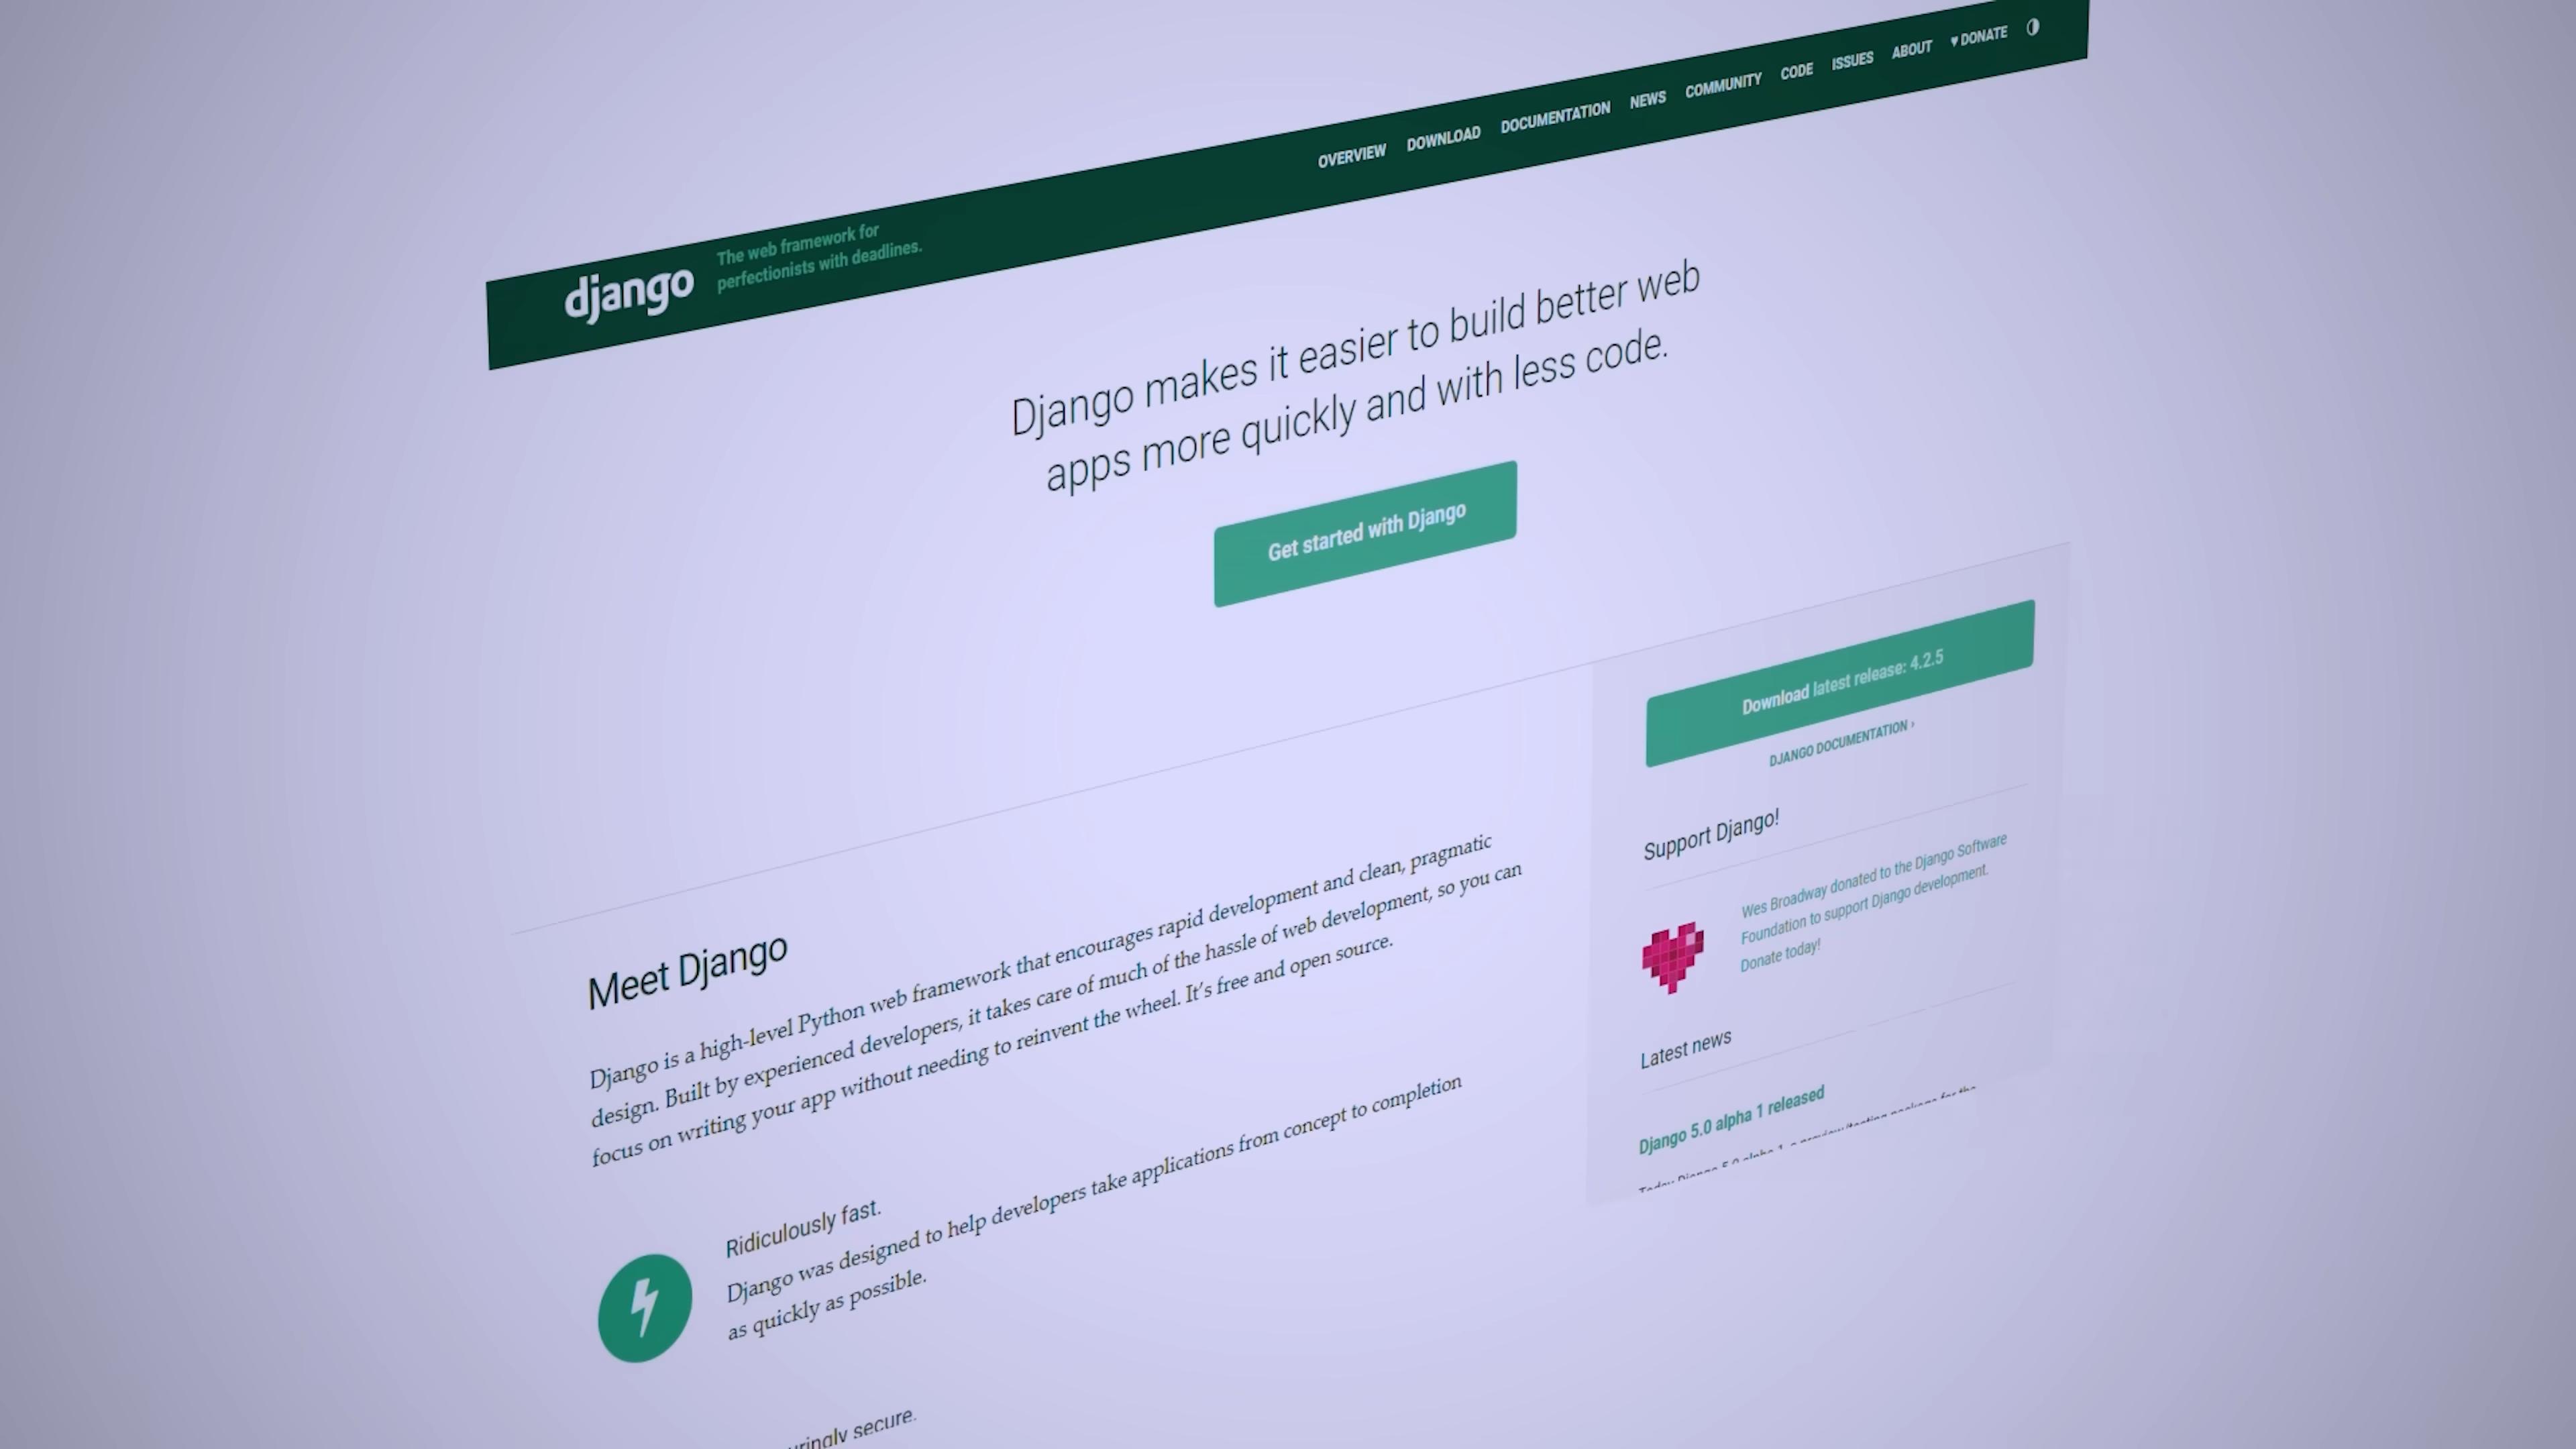 django
The web framework for
perfectionists with deadlines.
OVERVIEW DOWNLOAD DOCUMENTATION NEWS COMMUNITY CODE ISSUES ABOUT ♥ DONATE
Django makes it easier to build better web
apps more quickly and with less code.
Get started with Django
Meet Django
Django is a high-level Python web framework that encourages rapid development and clean, pragmatic
design. Built by experienced developers, it takes care of much of the hassle of web development, so you can
focus on writing your app without needing to reinvent the wheel. It’s free and open source.
Ridiculously fast.
Django was designed to help developers take applications from concept to completion
as quickly as possible.
secure.
Download latest release: 4.2.5
DJANGO DOCUMENTATION ›
Support Django!
Wes Broadway donated to the Django Software
Foundation to support Django development.
Donate today!
Latest news
Django 5.0 alpha 1 released